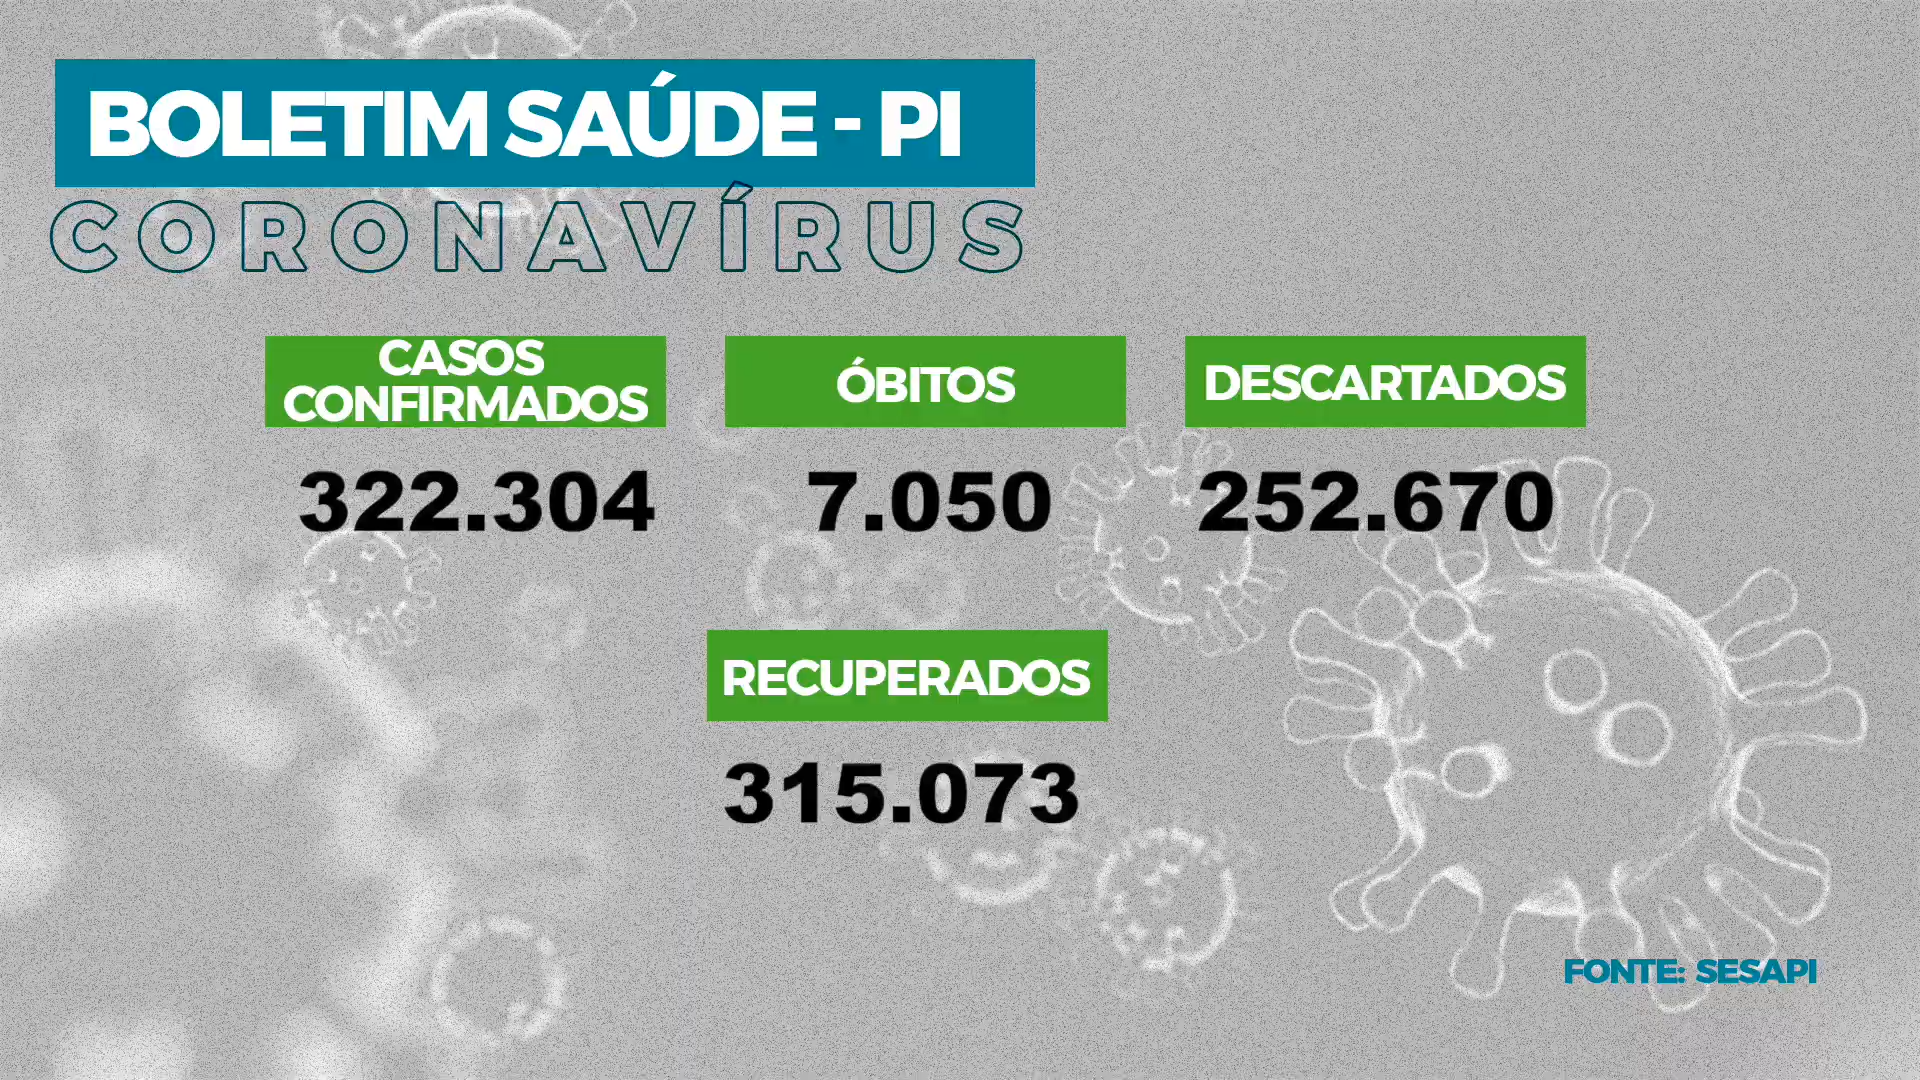 BOLETIM SAÚDE - PI
CORONAVÍRUS
CASOS
CONFIRMADOS
322.304
ÓBITOS
7.050
DESCARTADOS
252.670
RECUPERADOS
315.073
FONTE: SESAPI